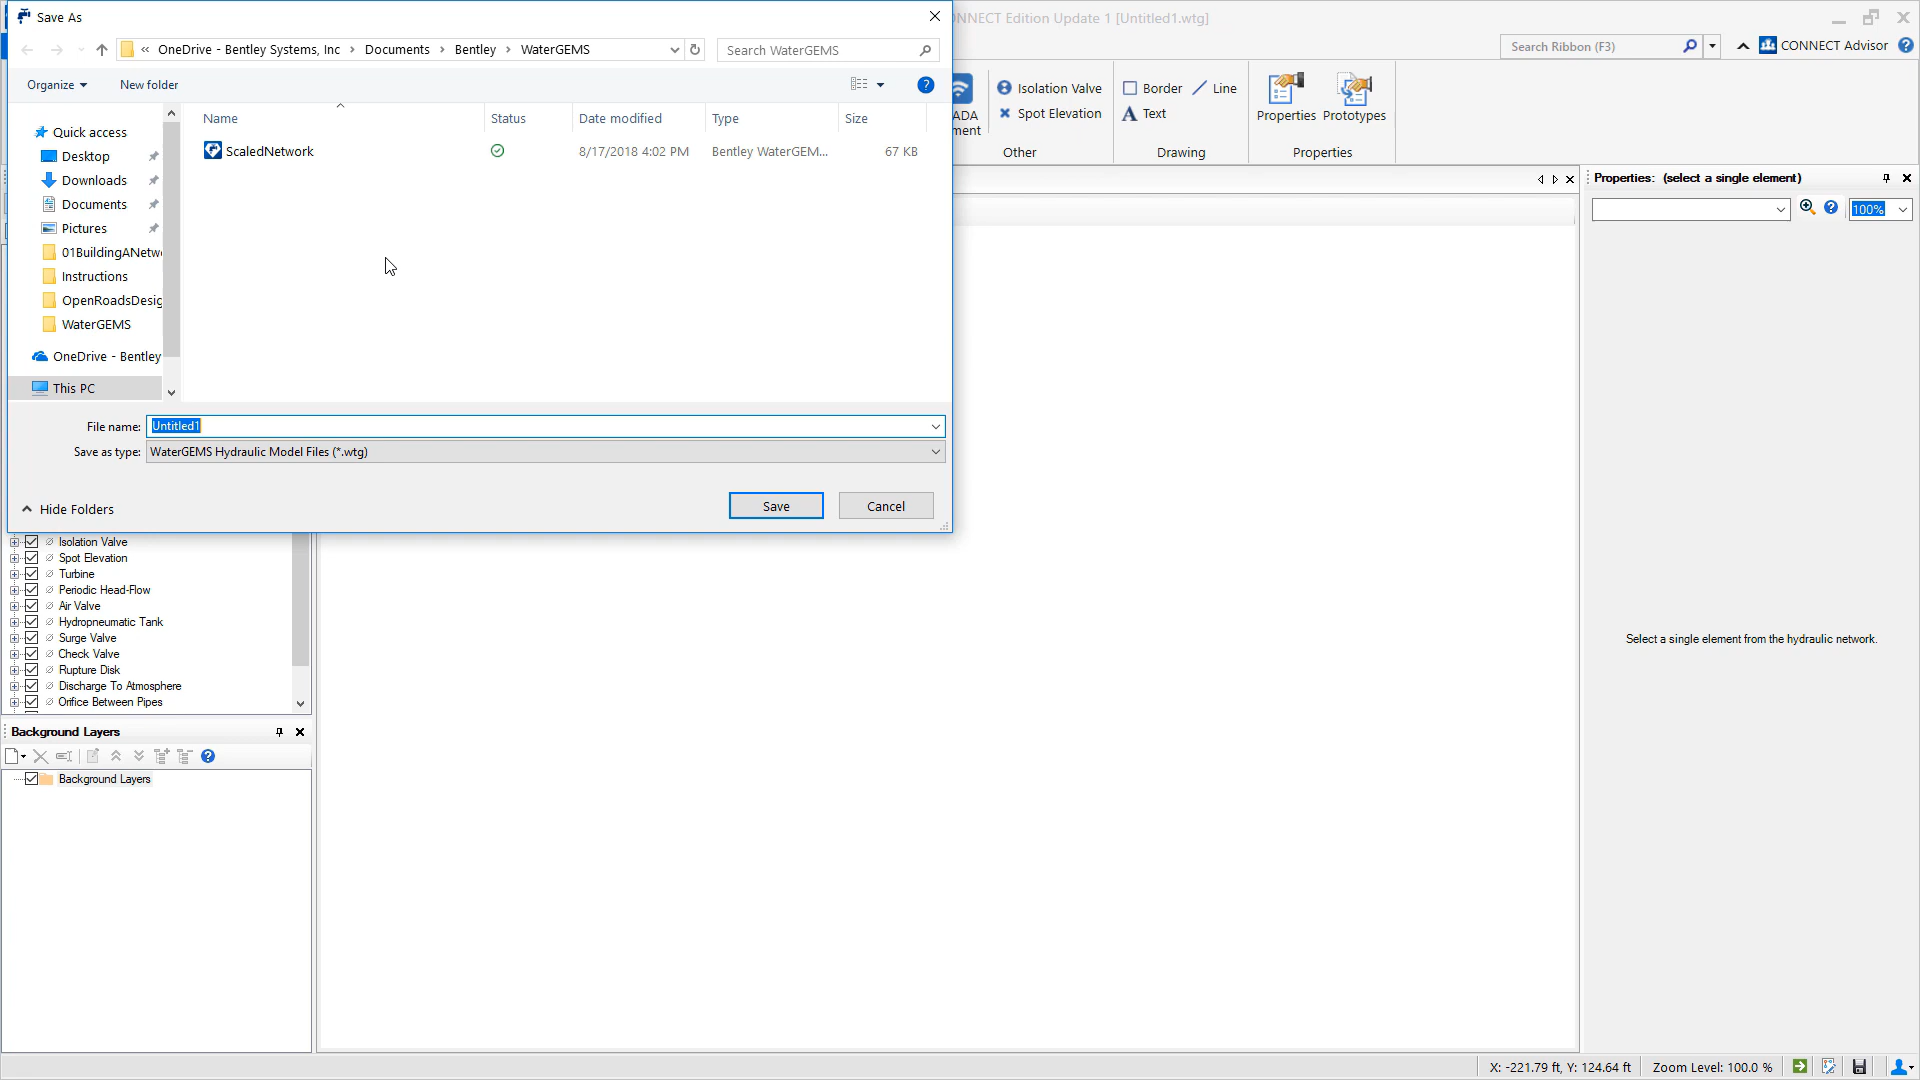 Save As
ONNECT Edition Update 1 [Untitled1.wtg]
« OneDrive - Bentley Systems, Inc > Documents > Bentley > WaterGEMS
Search WaterGEMS
Search Ribbon (F3)
CONNECT Advisor
Organize
New folder
Isolation Valve
Border
Line
ADA
Spot Elevation
Text
Properties
Prototypes
ment
Name
Status
Date modified
Type
Size
Quick access
ScaledNetwork
8/17/2018 4:02 PM
Bentley WaterGEM...
67 KB
Other
Drawing
Properties
Desktop
Downloads
Properties: (select a single element)
Documents
100%
Pictures
01BuildingANetwo
Instructions
OpenRoadsDesig
WaterGEMS
OneDrive - Bentley
This PC
File name:
Untitled1
Save as type:
WaterGEMS Hydraulic Model Files (*.wtg)
Hide Folders
Save
Cancel
Isolation Valve
Spot Elevation
Turbine
Periodic Head-Flow
Air Valve
Hydropneumatic Tank
Surge Valve
Check Valve
Rupture Disk
Discharge To Atmosphere
Orifice Between Pipes
Select a single element from the hydraulic network.
Background Layers
Background Layers
X: -221.79 ft, Y: 124.64 ft
Zoom Level: 100.0 %